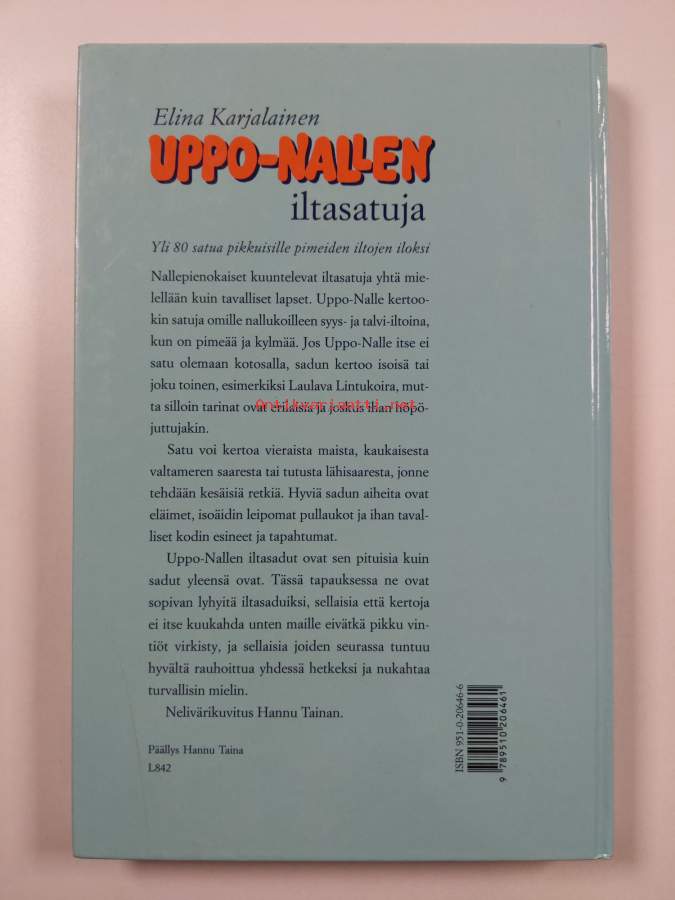 Elina Karjalainen
UPPO-NALLEN
iltasatuja
Yli 80 satua pikkuisille pimeiden iltojen iloksi
Nallepienokaiset kuuntelevat iltasatuja yhtä mie-
lellään kuin tavalliset lapset. Uppo-Nalle kertoo-
kin satuja omille nallukoilleen syys- ja talvi-iltoina,
kun on pimeää ja kylmää. Jos Uppo-Nalle itse ei
satu olemaan kotosalla, sadun kertoo isoisä tai
joku toinen, esimerkiksi Laulava Lintukoira, mut-
ta silloin tarinat ovat erilaisia ja joskus ihan höpö-
juttujakin.
Antikvariaatti.net
Satu voi kertoa vieraista maista, kaukaisesta
valtameren saaresta tai tutusta lähisaaresta, jonne
tehdään kesäisiä retkiä. Hyviä sadun aiheita ovat
eläimet, isoäidin leipomat pullaukot ja ihan taval-
liset kodin esineet ja tapahtumat.
Uppo-Nallen iltasadut ovat sen pituisia kuin
sadut yleensä ovat. Tässä tapauksessa ne ovat
sopivan lyhyitä iltasaduiksi, sellaisia että kertoja
ei itse kuukahda unten maille eivätkä pikku vin-
tiöt virkisty, ja sellaisia joiden seurassa tuntuu
hyvältä rauhoittua yhdessä hetkeksi ja nukahtaa
turvallisin mielin.
Nelivärikuvitus Hannu Tainan.
Päällys Hannu Taina
L842
ISBN 951-0-20646-6
9 789510 206461